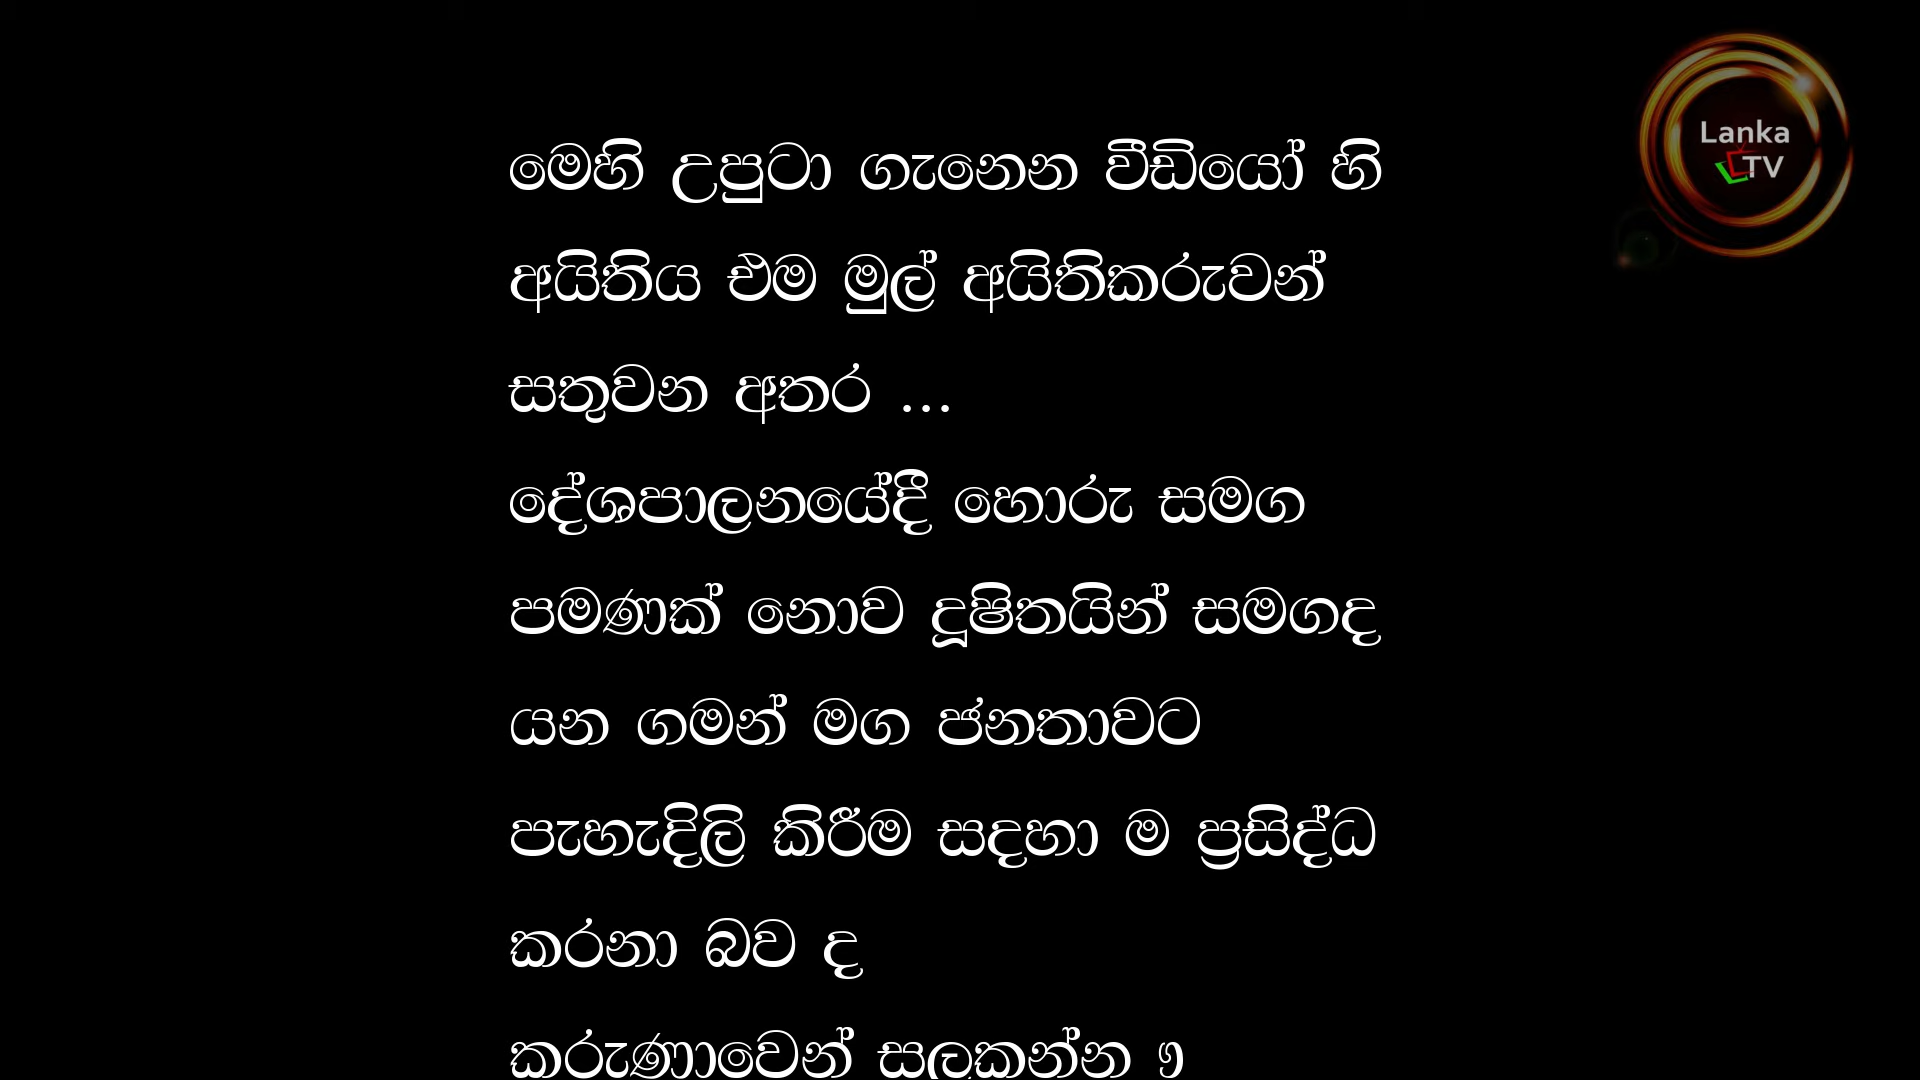 මෙහි උපුටා ගැනෙන වීඩියෝ හි
අයිතිය එම මුල් අයිතිකරුවන්
සතුවන අතර ...
දේශපාලනයේදී හොරු සමග
පමණක් නොව දූෂිතයින් සමගද
යන ගමන් මග ජනතාවට
පැහැදිලි කිරීම සදහා ම ප්‍රසිද්ධ
කරනා බව ද
කරුණාවෙන් සලකන්න
Lanka
TV